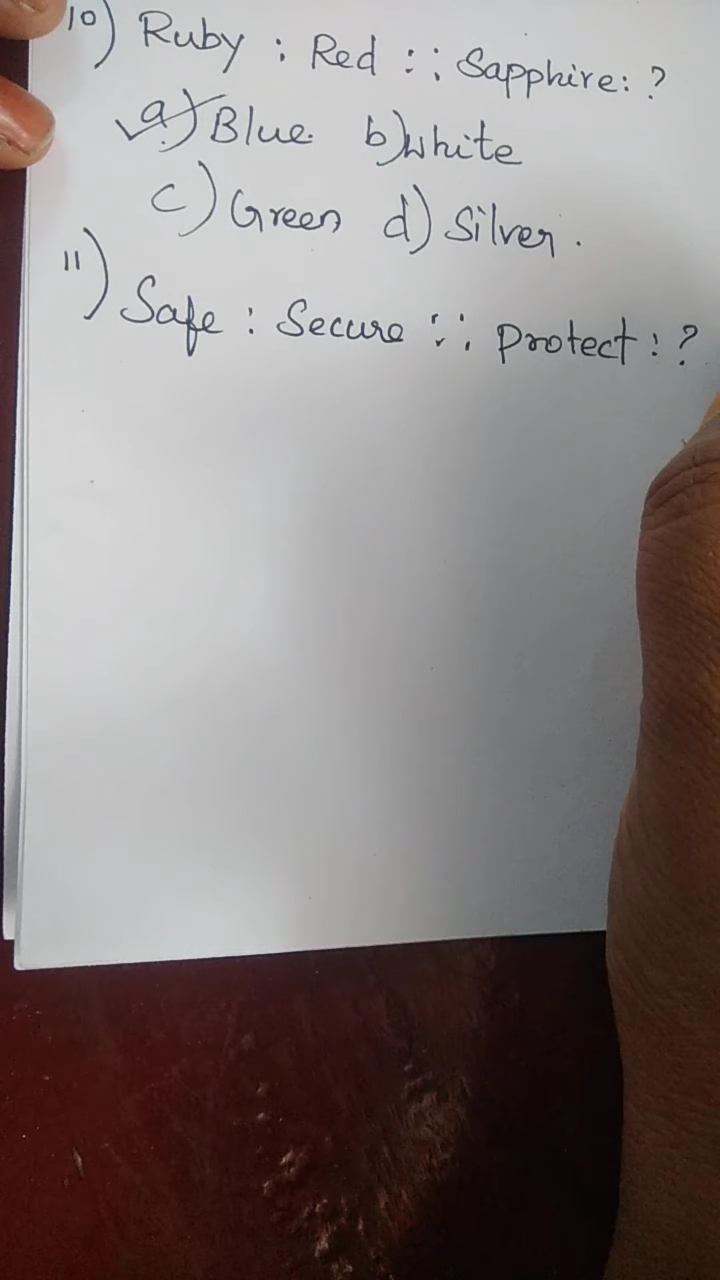 10) Ruby : Red :: Sapphire: ?
a) Blue. b) white
c) Green d) Silver.
11) Safe : Secure :: Protect : ?